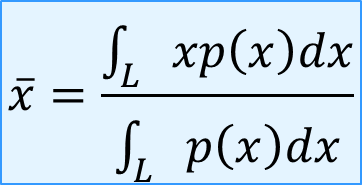 x̄ = ∫_L xp(x)dx / ∫_L p(x)dx